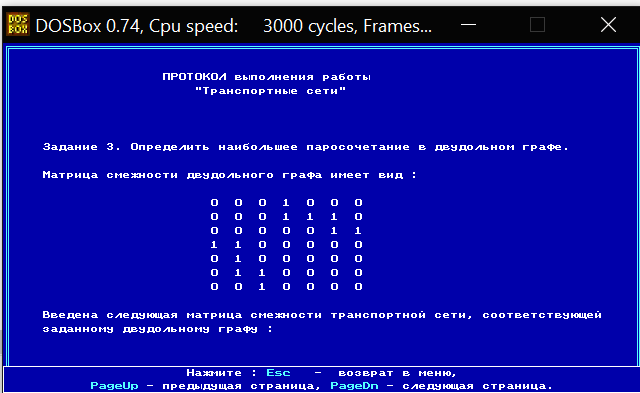 DOS
BOX
DOSBox 0.74, Cpu speed: 3000 cycles, Frames...
ПРОТОКОЛ выполнения работы
"Транспортные сети"
Задание 3. Определить наибольшее паросочетание в двудольном графе.
Матрица смежности двудольного графа имеет вид :
0 0 0 1 0 0 0
0 0 0 1 1 1 0
0 0 0 0 0 1 1
1 1 0 0 0 0 0
0 1 0 0 0 0 0
0 1 1 0 0 0 0
0 0 1 0 0 0 0
Введена следующая матрица смежности транспортной сети, соответствующей
заданному двудольному графу :
Нажмите : Esc - возврат в меню,
PageUp - предыдущая страница, PageDn - следующая страница.